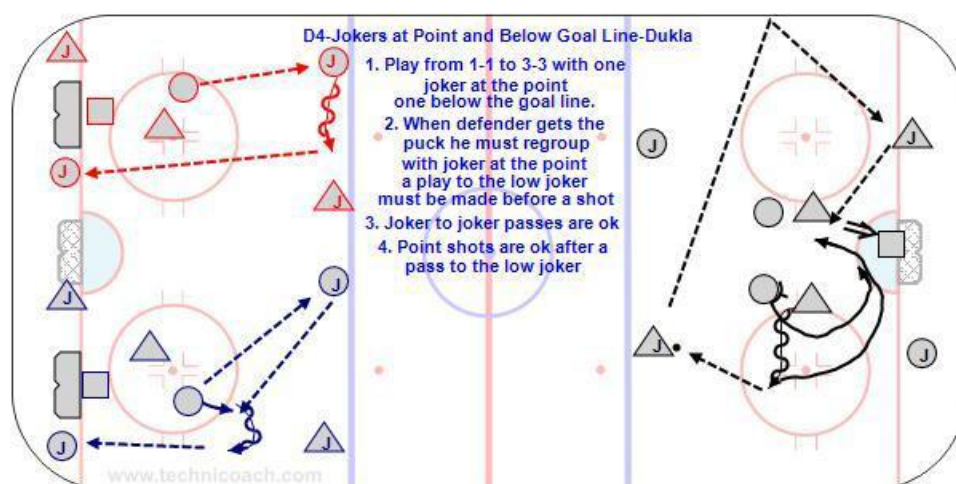 D4-Jokers at Point and Below Goal Line-Dukla
1. Play from 1-1 to 3-3 with one
joker at the point
one below the goal line.
2. When defender gets the
puck he must regroup
with joker at the point
a play to the low joker
must be made before a shot
3. Joker to joker passes are ok
4. Point shots are ok after a
pass to the low joker
J
J
J
J
J
J
J
J
J
J
J
J
www.technicoach.com